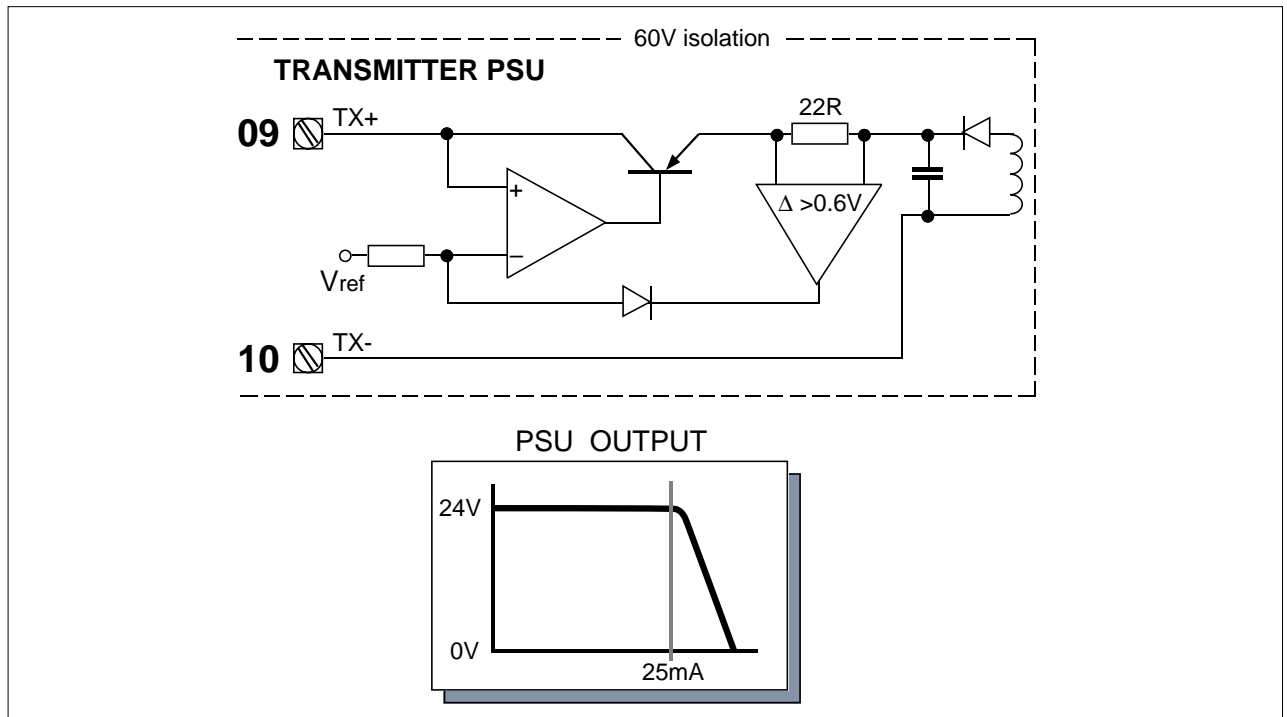 60V isolation
TRANSMITTER PSU
09 TX+
22R
+
Δ >0.6V
−
Vref
10 TX-
PSU OUTPUT
24V
0V
25mA